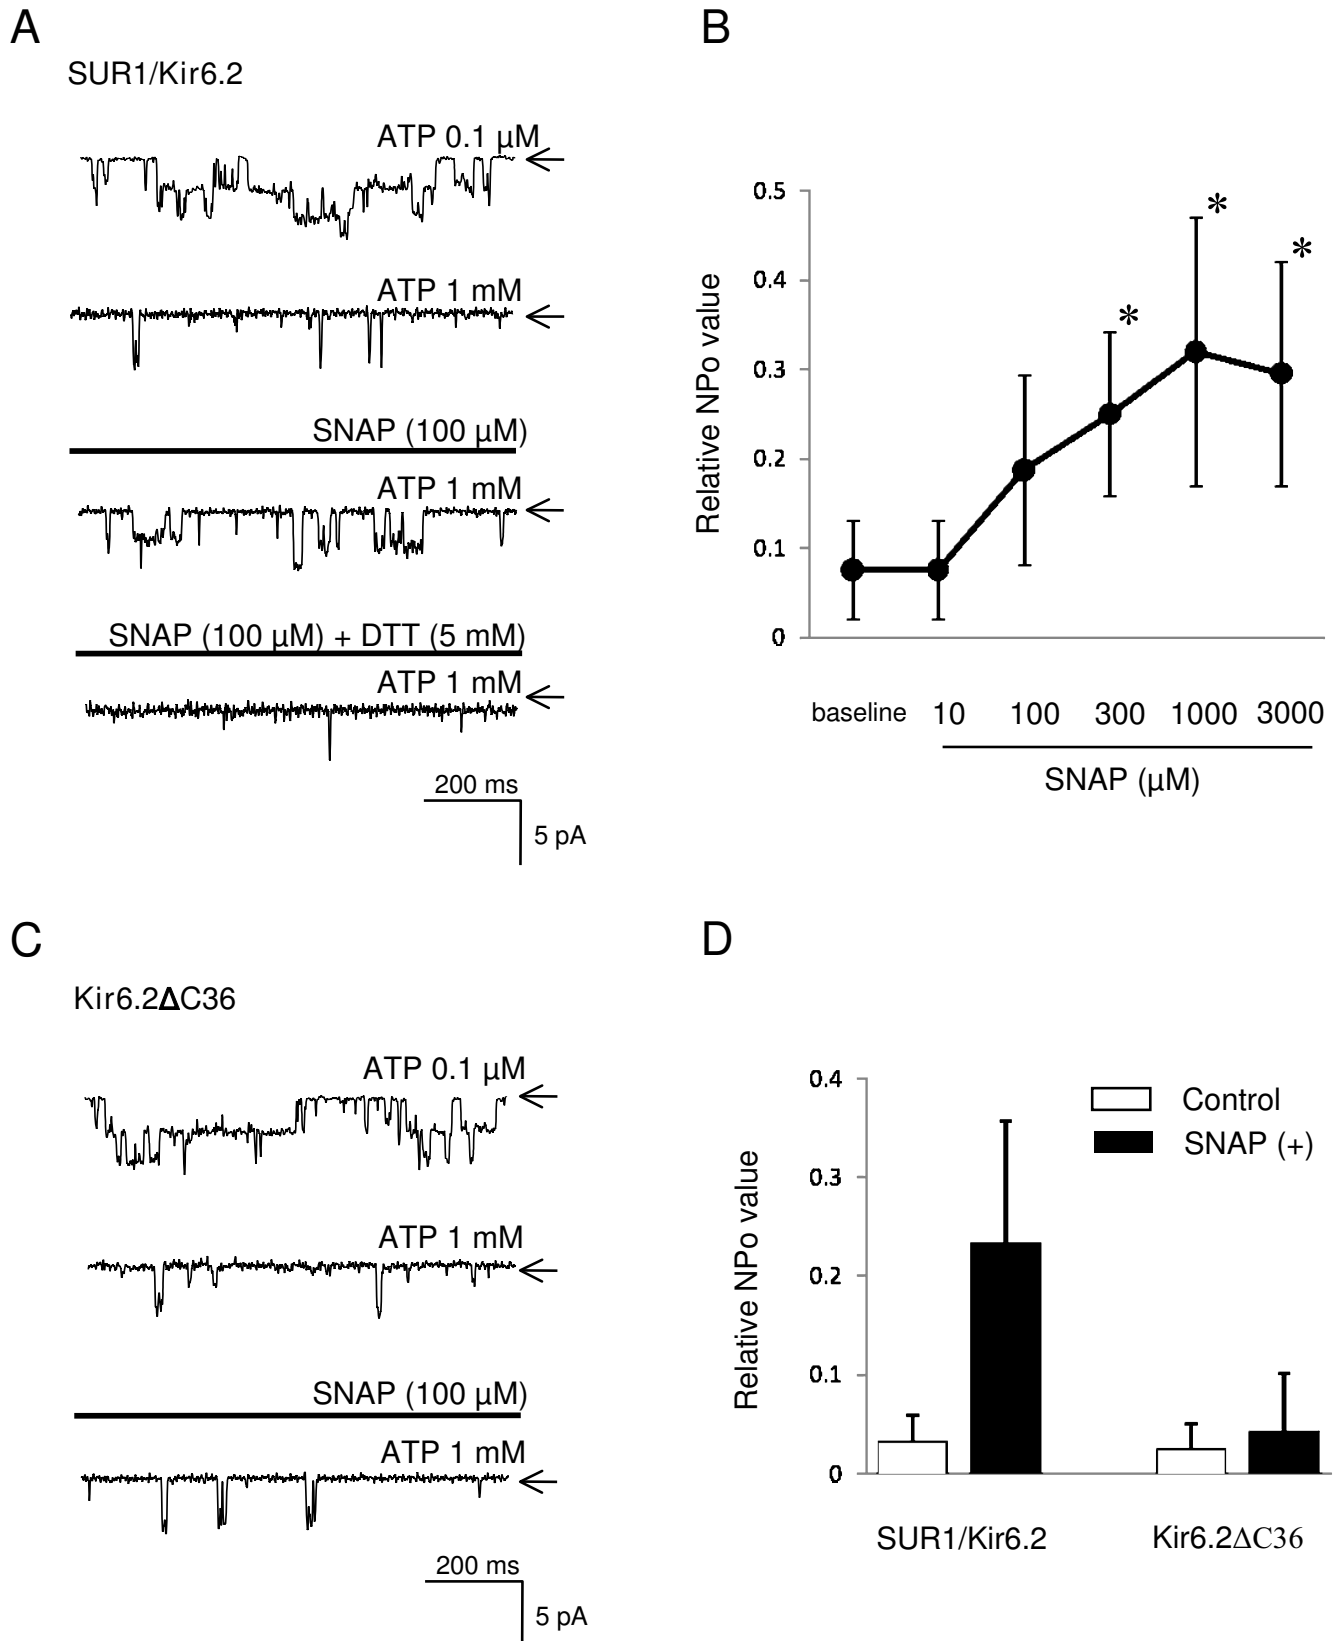 A
SUR1/Kir6.2
ATP 0.1 µM
ATP 1 mM
SNAP (100 µM)
ATP 1 mM
SNAP (100 µM) + DTT (5 mM)
ATP 1 mM
200 ms
5 pA
B
Relative NPo value
0.5
0.4
0.3
0.2
0.1
0
*
*
*
baseline 10 100 300 1000 3000
SNAP (µM)
C
Kir6.2ΔC36
ATP 0.1 µM
ATP 1 mM
SNAP (100 µM)
ATP 1 mM
200 ms
5 pA
D
Relative NPo value
0.4
0.3
0.2
0.1
0
Control
SNAP (+)
SUR1/Kir6.2 Kir6.2ΔC36